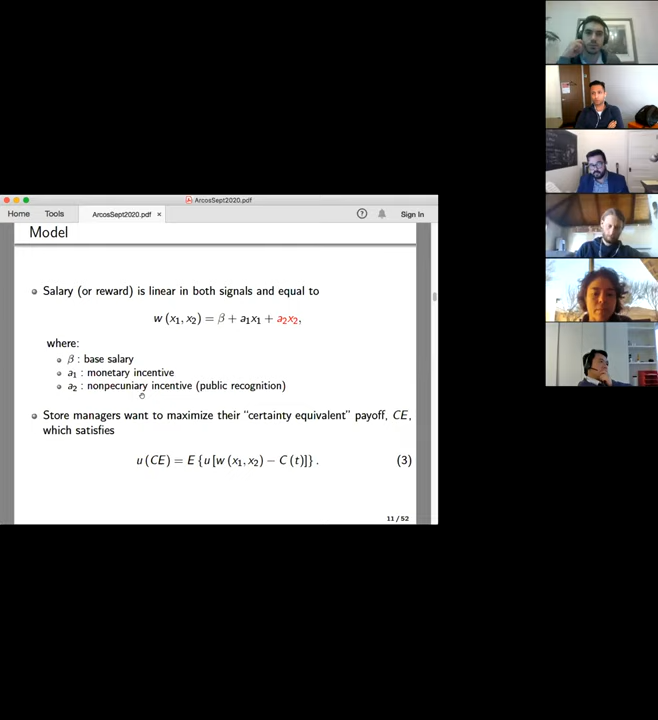 ArcosSept2020.pdf
Home Tools ArcosSept2020.pdf × Sign In
Model
Salary (or reward) is linear in both signals and equal to
w (x₁, x₂) = β + a₁x₁ + a₂x₂,
where:
β : base salary
a₁ : monetary incentive
a₂ : nonpecuniary incentive (public recognition)
Store managers want to maximize their “certainty equivalent” payoff, CE,
which satisfies
u (CE) = E {u [w (x₁, x₂) − C (t)]} . (3)
11 / 52